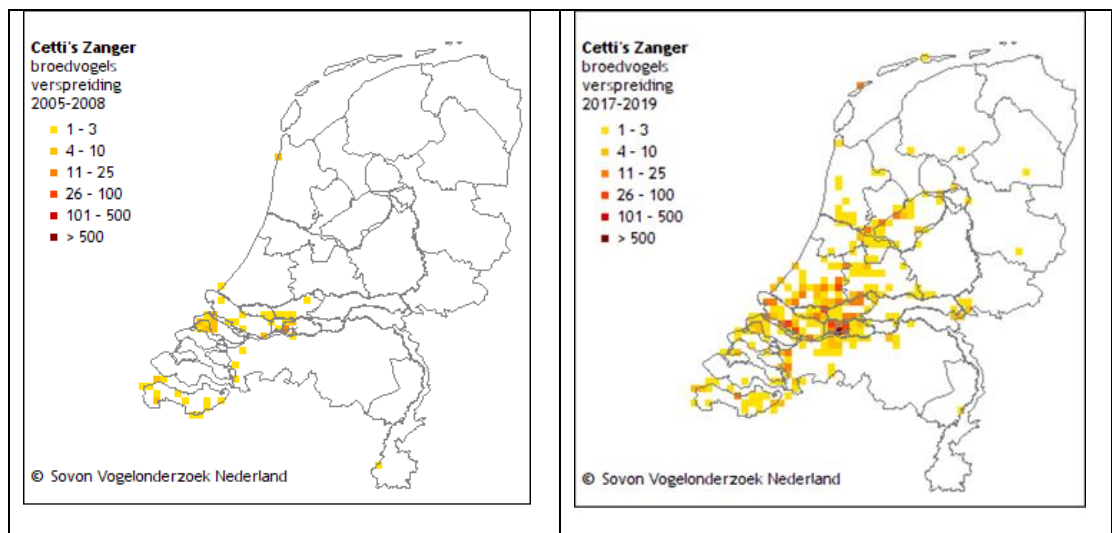 Cetti's Zanger
broedvogels
verspreiding
2005-2008
1 - 3
4 - 10
11 - 25
26 - 100
101 - 500
> 500
© Sovon Vogelonderzoek Nederland
Cetti's Zanger
broedvogels
verspreiding
2017-2019
1 - 3
4 - 10
11 - 25
26 - 100
101 - 500
> 500
© Sovon Vogelonderzoek Nederland